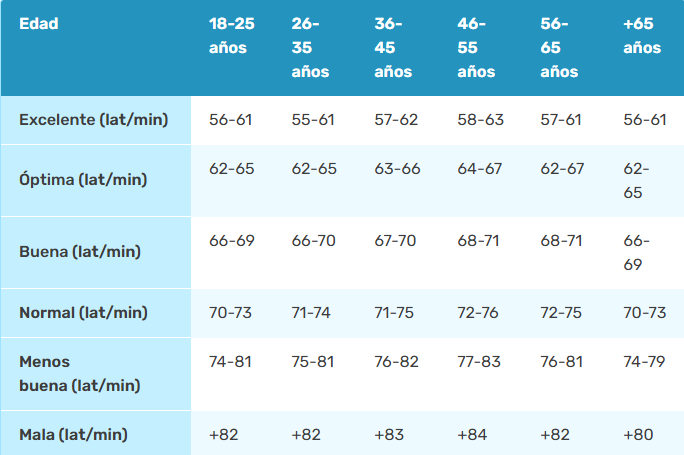 Edad 18-25 años 26-35 años 36-45 años 46-55 años 56-65 años +65 años
Excelente (lat/min) 56-61 55-61 57-62 58-63 57-61 56-61
Óptima (lat/min) 62-65 62-65 63-66 64-67 62-67 62-65
Buena (lat/min) 66-69 66-70 67-70 68-71 68-71 66-69
Normal (lat/min) 70-73 71-74 71-75 72-76 72-75 70-73
Menos buena (lat/min) 74-81 75-81 76-82 77-83 76-81 74-79
Mala (lat/min) +82 +82 +83 +84 +82 +80